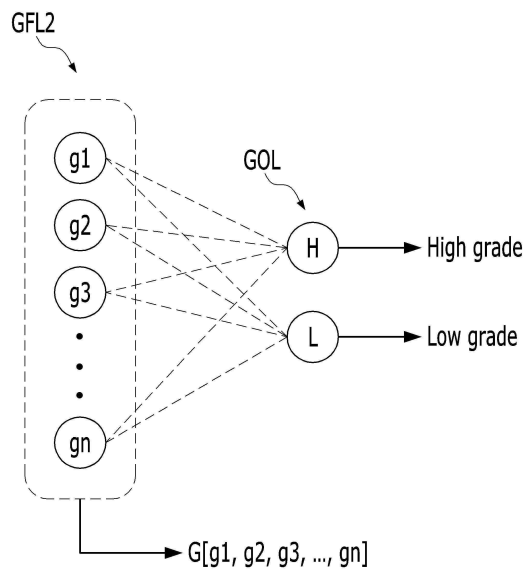 GFL2
g1
g2
g3
gn
GOL
H
L
High grade
Low grade
G[g1, g2, g3, ..., gn]